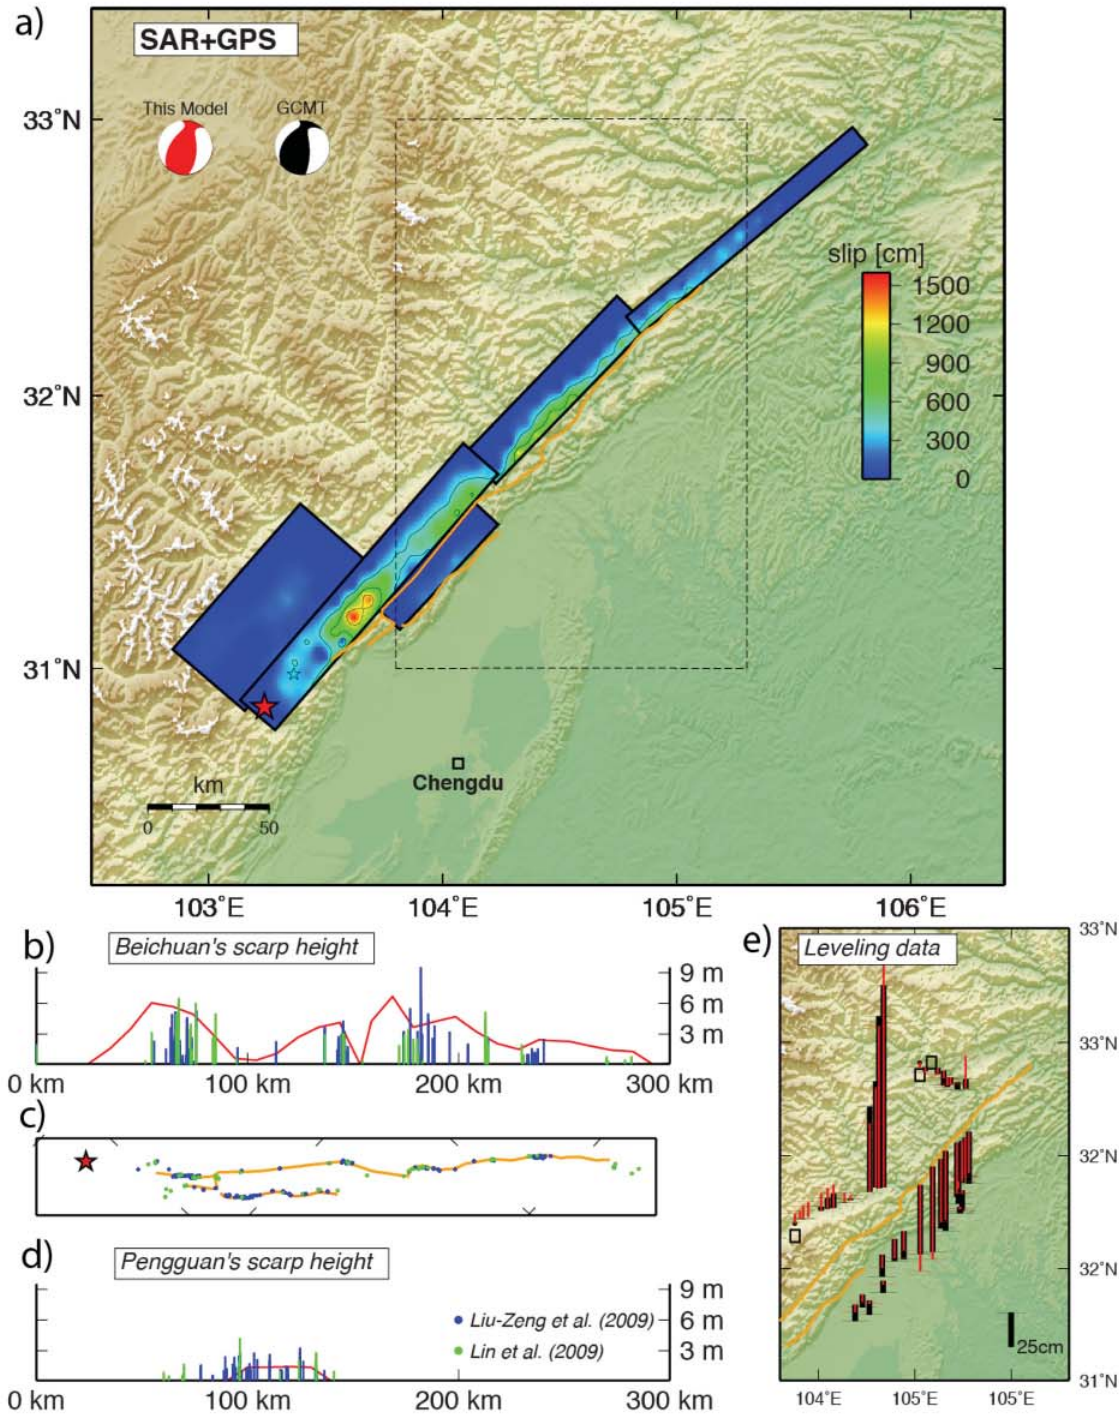 a)
SAR+GPS
This Model
GCMT
33°N
32°N
31°N
slip [cm]
1500
1200
900
600
300
0
Chengdu
km
0
50
103°E
104°E
105°E
106°E
b)
Beichuan's scarp height
9 m
6 m
3 m
0 km
100 km
200 km
300 km
c)
d)
Pengguan's scarp height
9 m
6 m
3 m
Liu-Zeng et al. (2009)
Lin et al. (2009)
0 km
100 km
200 km
300 km
e)
Leveling data
33°N
33°N
32°N
32°N
31°N
25cm
104°E
105°E
105°E